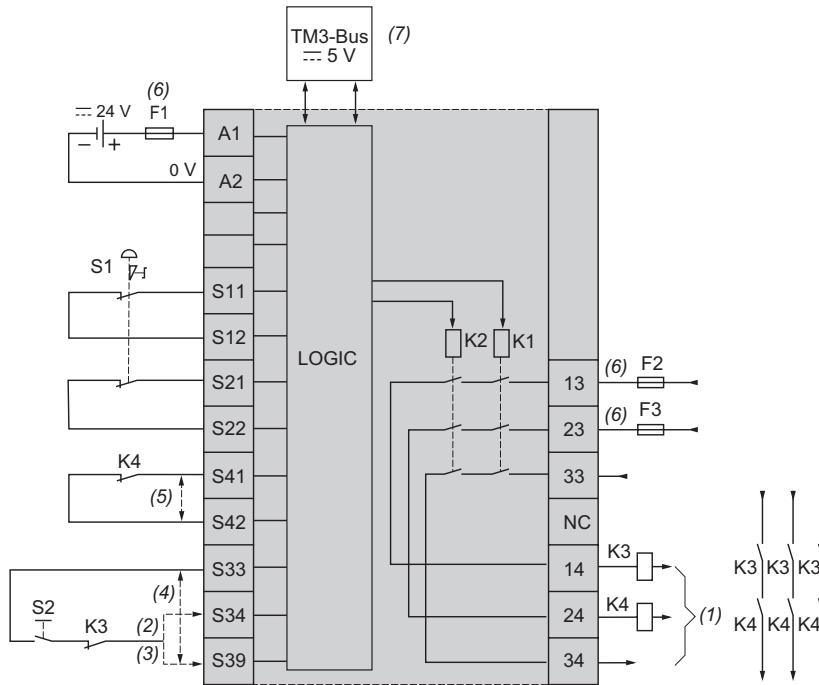 TM3-Bus
5 V
(7)
24 V
(6)
F1
− +
0 V
A1
A2
S1
S11
S12
S21
S22
K4
(5)
S41
S42
S33
(4)
S2
K3
(2)
(3)
S34
S39
LOGIC
K2 K1
13
(6) F2
23
(6) F3
33
NC
14
K3
24
K4
34
(1)
K3 K3 K3
K4 K4 K4